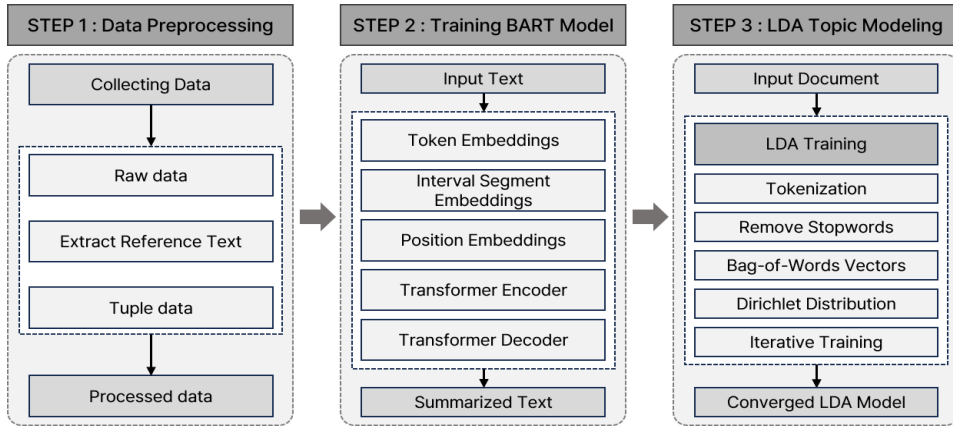 STEP 1 : Data Preprocessing
Collecting Data
Raw data
Extract Reference Text
Tuple data
Processed data
STEP 2 : Training BART Model
Input Text
Token Embeddings
Interval Segment
Embeddings
Position Embeddings
Transformer Encoder
Transformer Decoder
Summarized Text
STEP 3 : LDA Topic Modeling
Input Document
LDA Training
Tokenization
Remove Stopwords
Bag-of-Words Vectors
Dirichlet Distribution
Iterative Training
Converged LDA Model